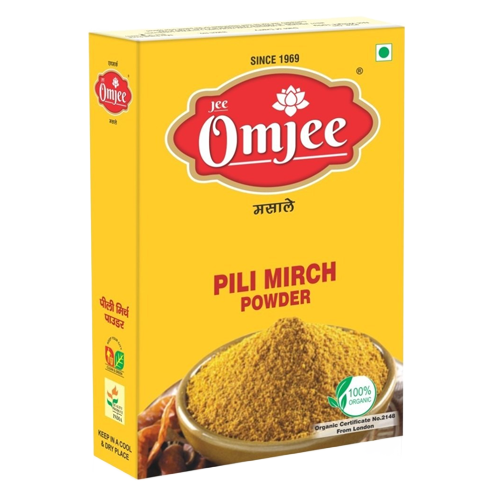 SINCE 1969
®
Jee
Omjee
मसाले
PILI MIRCH
POWDER
100%
ORGANIC
Organic Certificate No.2148
From London
Omjee
मसाले
पीली मिर्च
पाउडर
KEEP IN A COOL
& DRY PLACE